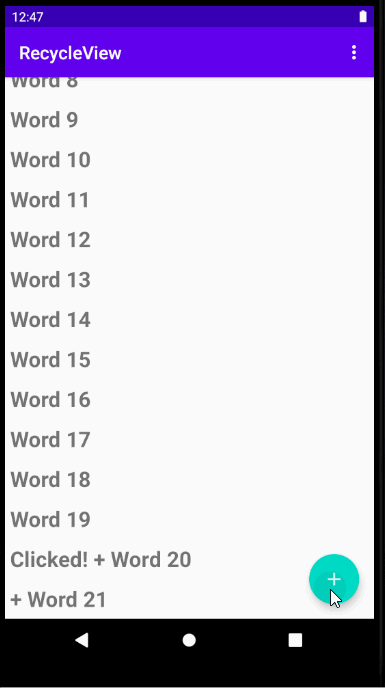 12:47
RecycleView
Word 8
Word 9
Word 10
Word 11
Word 12
Word 13
Word 14
Word 15
Word 16
Word 17
Word 18
Word 19
Clicked! + Word 20
+ Word 21
+